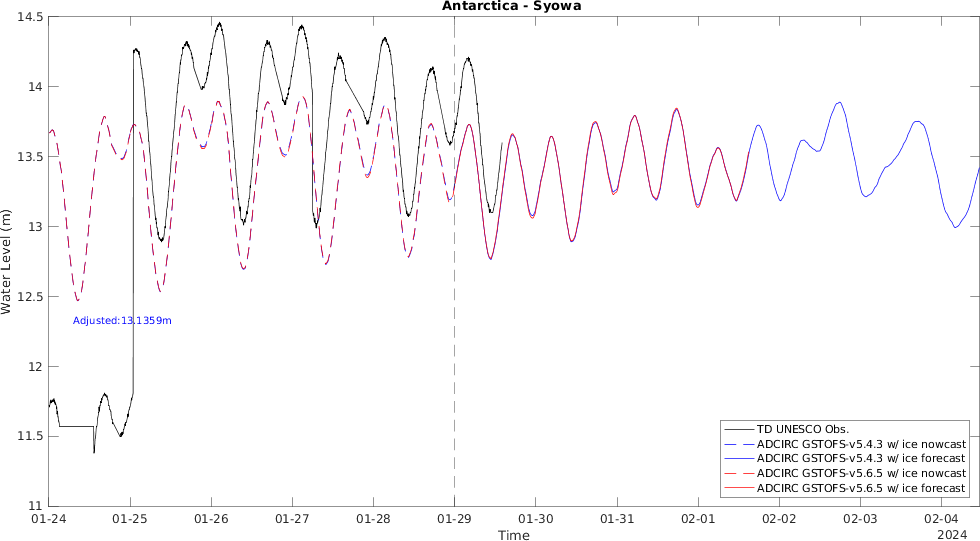 Antarctica - Syowa
14.5
14
13.5
13
12.5
12
11.5
11
Water Level (m)
Adjusted:13.1359m
TD UNESCO Obs.
ADCIRC GSTOFS-v5.4.3 w/ ice nowcast
ADCIRC GSTOFS-v5.4.3 w/ ice forecast
ADCIRC GSTOFS-v5.6.5 w/ ice nowcast
ADCIRC GSTOFS-v5.6.5 w/ ice forecast
01-24 01-25 01-26 01-27 01-28 01-29 01-30 01-31 02-01 02-02 02-03 02-04
Time
2024